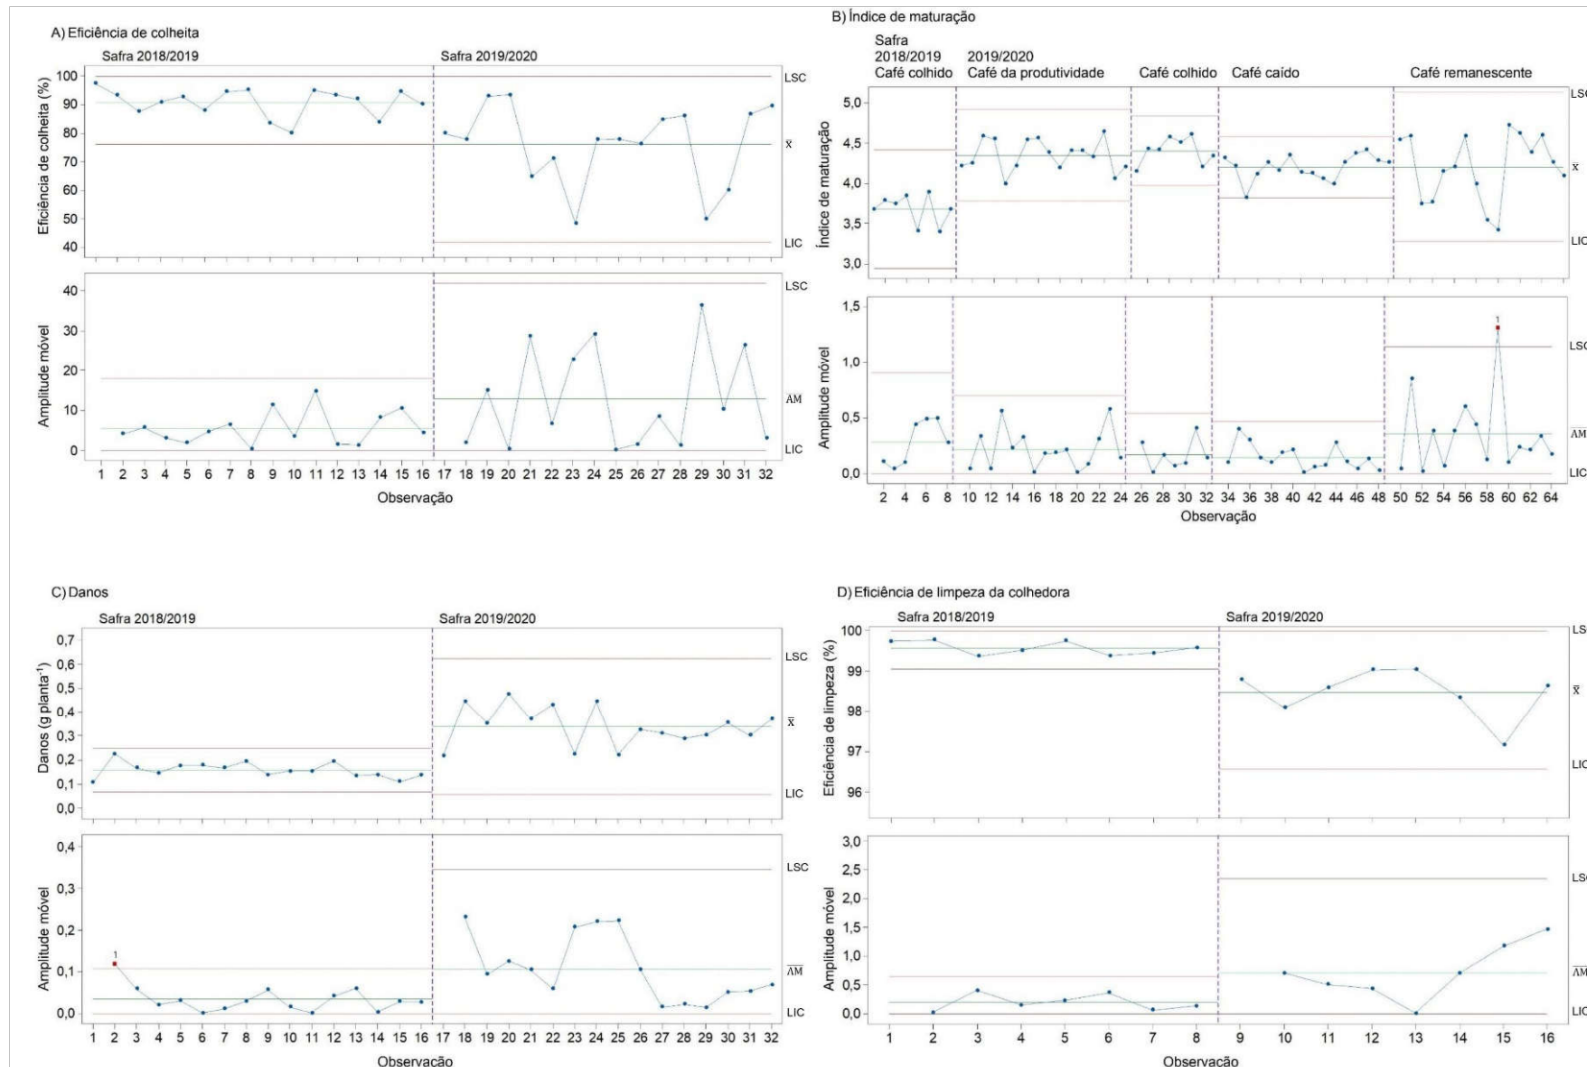 A) Eficiência de colheita
Safra 2018/2019
Safra 2019/2020
Eficiência de colheita (%)
100
90
80
70
60
50
40
LSC
x̅
LIC
Amplitude móvel
40
30
20
10
0
LSC
AM
LIC
1 2 3 4 5 6 7 8 9 10 11 12 13 14 15 16 17 18 19 20 21 22 23 24 25 26 27 28 29 30 31 32
Observação
B) Índice de maturação
Safra
2018/2019 2019/2020
Café colhido Café da produtividade Café colhido Café caído Café remanescente
Índice de maturação
5,0
4,5
4,0
3,5
3,0
LSC
x̅
LIC
Amplitude móvel
1,5
1,0
0,5
0,0
1
LSC
A̅M̅
LIC
2 4 6 8 10 12 14 16 18 20 22 24 26 28 30 32 34 36 38 40 42 44 46 48 50 52 54 56 58 60 62 64
Observação
C) Danos
Safra 2018/2019
Safra 2019/2020
Danos (g planta⁻¹)
0,7
0,6
0,5
0,4
0,3
0,2
0,1
0,0
LSC
x̅
LIC
Amplitude móvel
0,4
0,3
0,2
0,1
0,0
1
LSC
A̅M̅
LIC
1 2 3 4 5 6 7 8 9 10 11 12 13 14 15 16 17 18 19 20 21 22 23 24 25 26 27 28 29 30 31 32
Observação
D) Eficiência de limpeza da colhedora
Safra 2018/2019
Safra 2019/2020
Eficiência de limpeza (%)
100
99
98
97
96
LSC
x̅
LIC
Amplitude móvel
3,0
2,5
2,0
1,5
1,0
0,5
0,0
LSC
A̅M̅
LIC
1 2 3 4 5 6 7 8 9 10 11 12 13 14 15 16
Observação